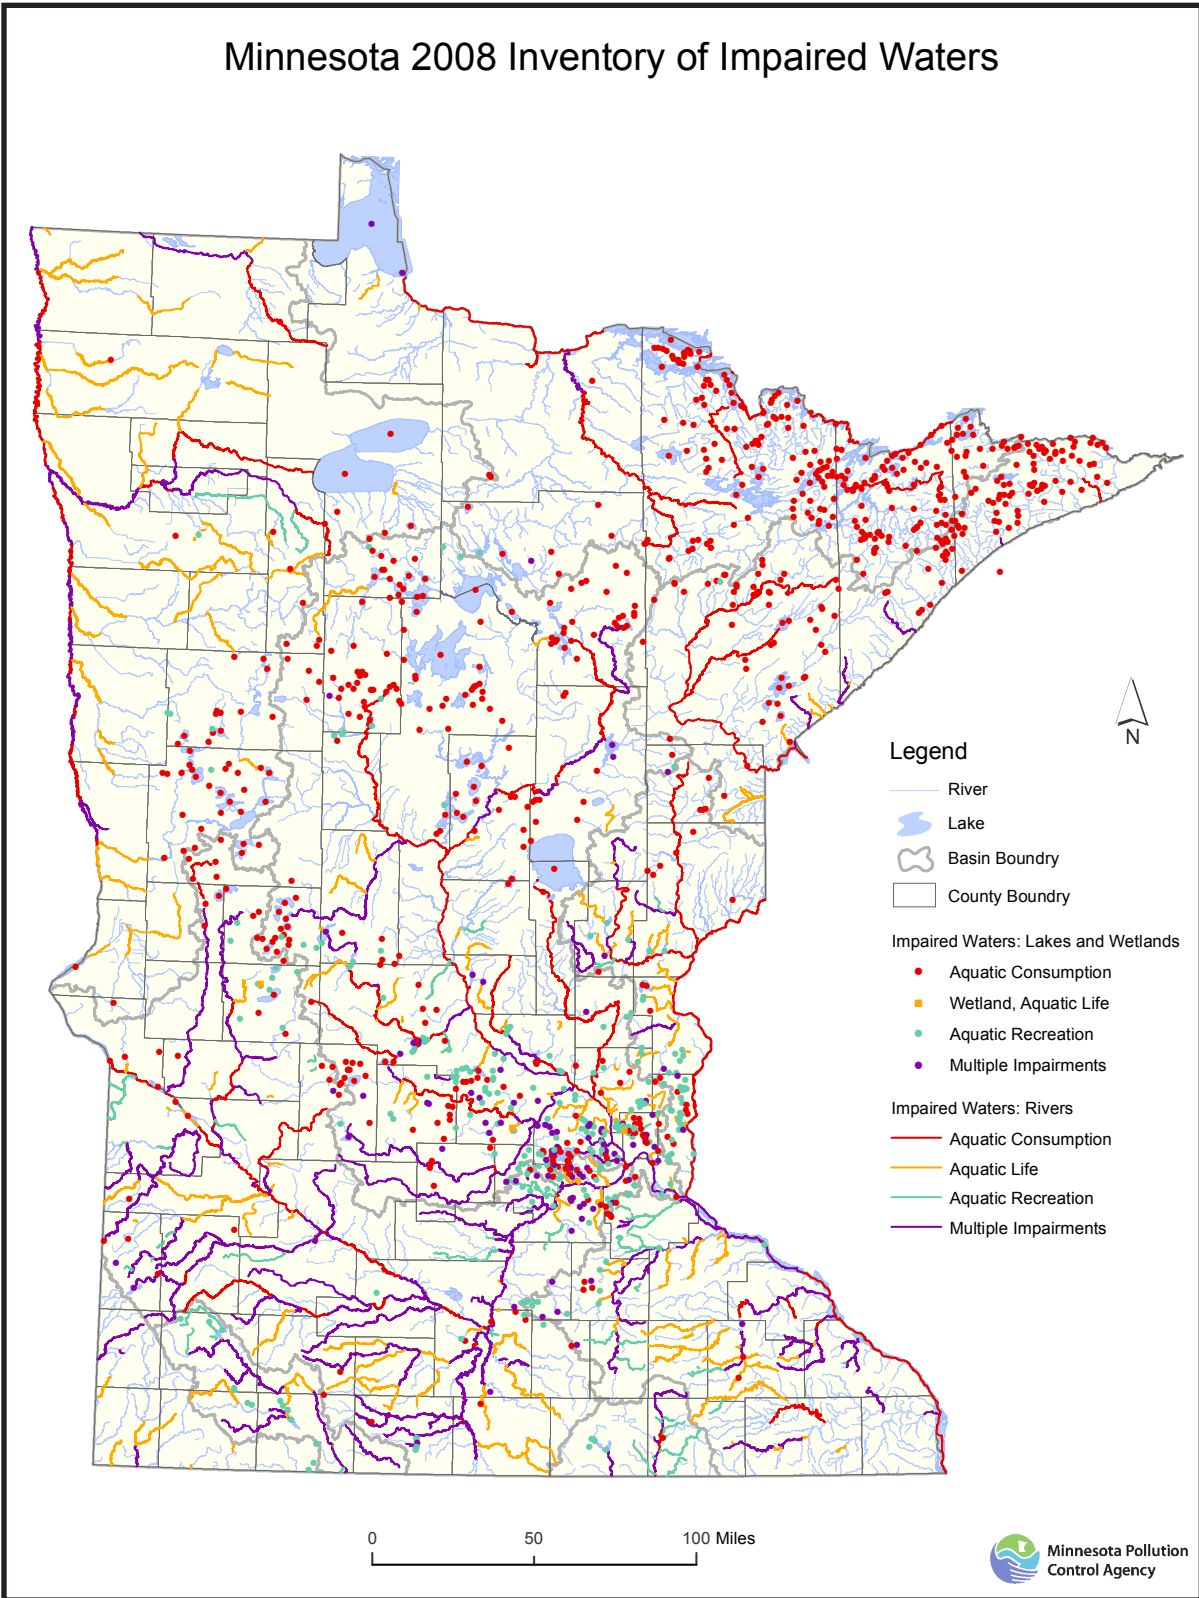 Minnesota 2008 Inventory of Impaired Waters
N
Legend
River
Lake
Basin Boundry
County Boundry
Impaired Waters: Lakes and Wetlands
Aquatic Consumption
Wetland, Aquatic Life
Aquatic Recreation
Multiple Impairments
Impaired Waters: Rivers
Aquatic Consumption
Aquatic Life
Aquatic Recreation
Multiple Impairments
0 50 100 Miles
Minnesota Pollution
Control Agency